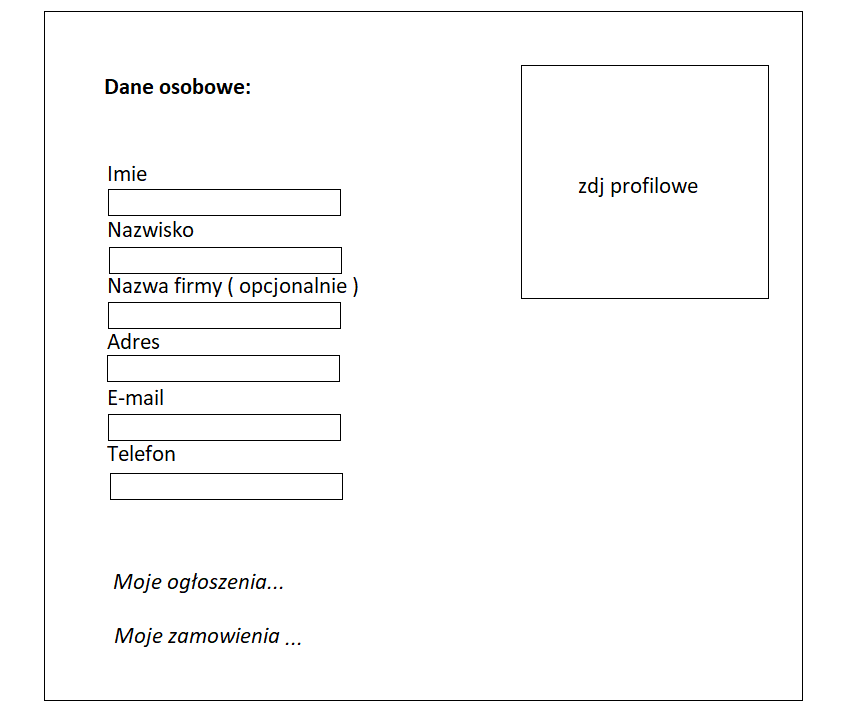 Dane osobowe:
zdj profilowe
Imie
Nazwisko
Nazwa firmy ( opcjonalnie )
Adres
E-mail
Telefon
Moje ogłoszenia...
Moje zamowienia ...